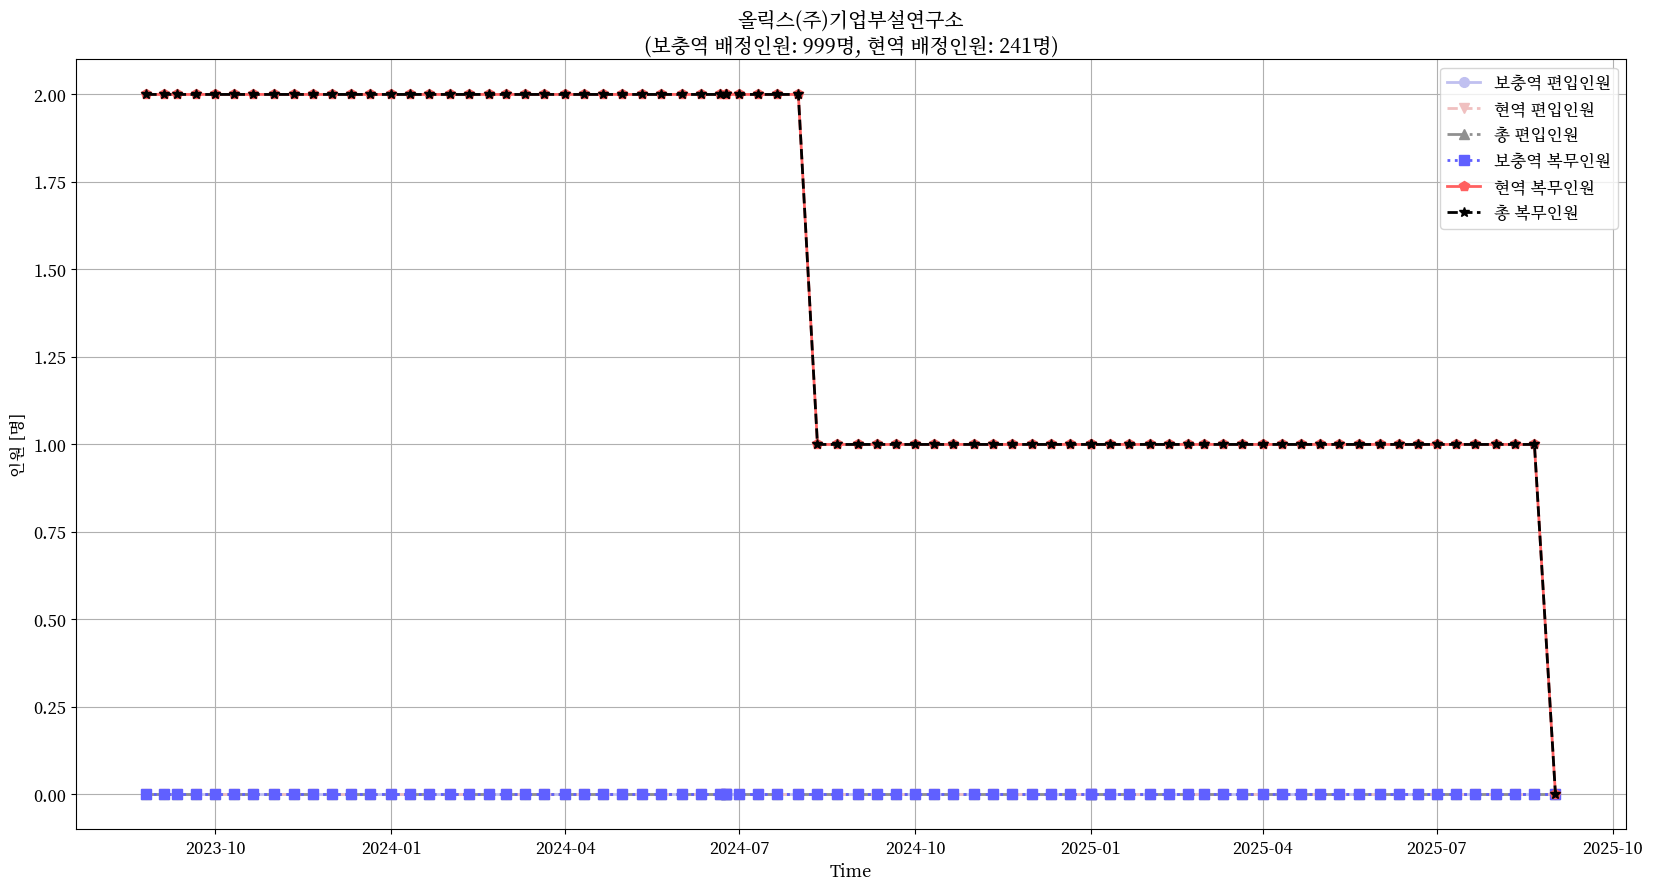 올릭스(주)기업부설연구소
(보충역 배정인원: 999명, 현역 배정인원: 241명)
보충역 편입인원
현역 편입인원
총 편입인원
보충역 복무인원
현역 복무인원
총 복무인원
인원 [명]
2.00
1.75
1.50
1.25
1.00
0.75
0.50
0.25
0.00
2023-10
2024-01
2024-04
2024-07
2024-10
2025-01
2025-04
2025-07
2025-10
Time